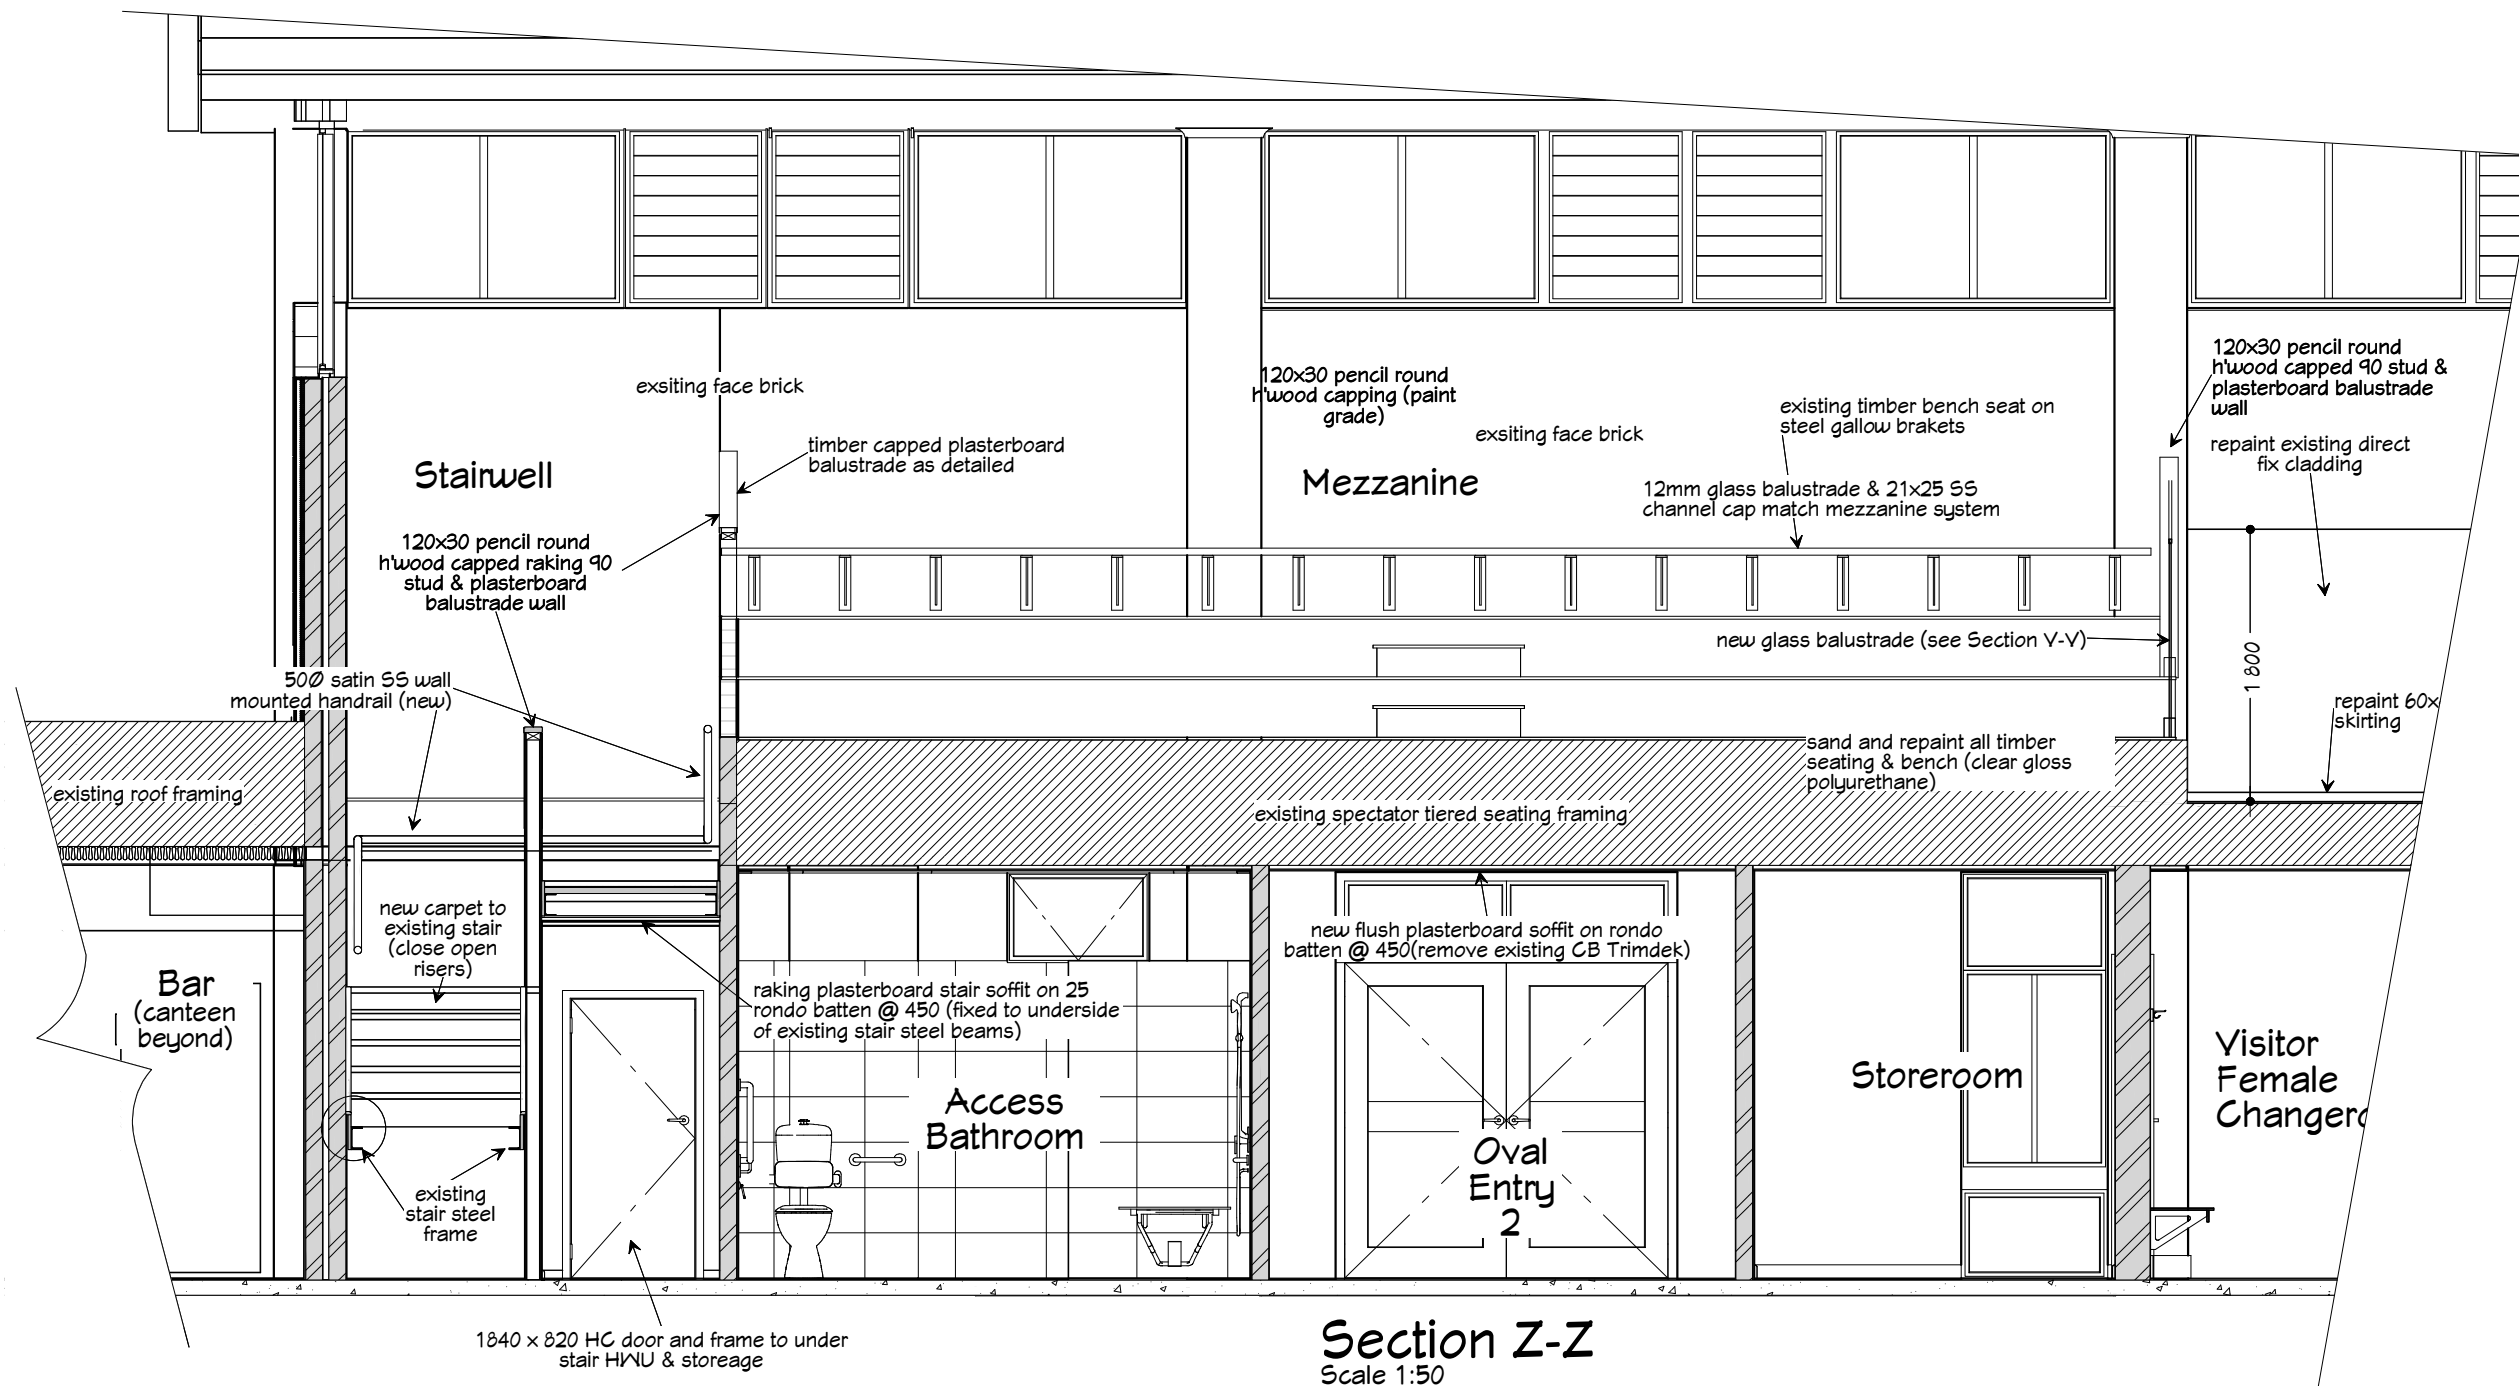 120x30 pencil round
h'wood capped 90 stud &
plasterboard balustrade
wall
exsiting face brick
120x30 pencil round
h'wood capping (paint
grade)
existing timber bench seat on
steel gallow brakets
exsiting face brick
repaint existing direct
fix cladding
timber capped plasterboard
balustrade as detailed
Stairwell
Mezzanine
12mm glass balustrade & 21x25 SS
channel cap match mezzanine system
120x30 pencil round
h'wood capped raking 90
stud & plasterboard
balustrade wall
new glass balustrade (see Section V-V)
1 800
50Ø satin SS wall
mounted handrail (new)
repaint 60x
skirting
sand and repaint all timber
seating & bench (clear gloss
polyurethane)
existing roof framing
existing spectator tiered seating framing
new carpet to
existing stair
(close open
risers)
new flush plasterboard soffit on rondo
batten @ 450(remove existing CB Trimdek)
Bar
(canteen
beyond)
raking plasterboard stair soffit on 25
rondo batten @ 450 (fixed to underside
of existing stair steel beams)
Access
Bathroom
Storeroom
Visitor
Female
Changerc
Oval
Entry
2
existing
stair steel
frame
1840 x 820 HC door and frame to under
stair HWU & storeage
Section Z-Z
Scale 1:50